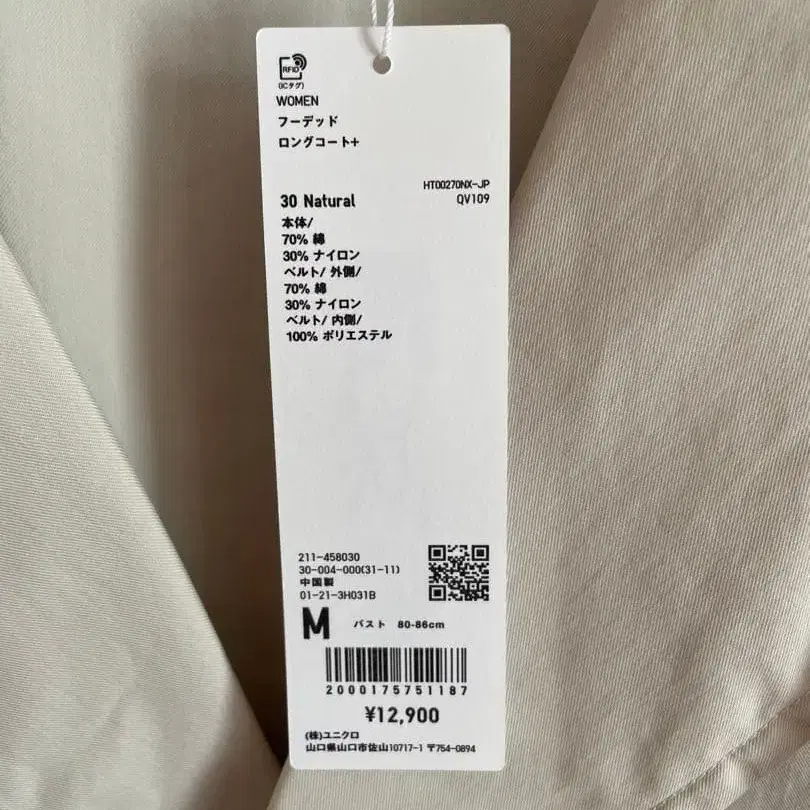 RFID
(ICタグ)
WOMEN
フーデッド
ロングコート+
HT00270NX-JP
30 Natural
QV109
本体/
70% 綿
30% ナイロン
ベルト/ 外側/
70% 綿
30% ナイロン
ベルト/ 内側/
100% ポリエステル
211-458030
30-004-000(31-11)
中国製
01-21-3H031B
M バスト 80-86cm
2000175751187
¥12,900
(株)ユニクロ
山口県山口市佐山10717-1 〒754-0894